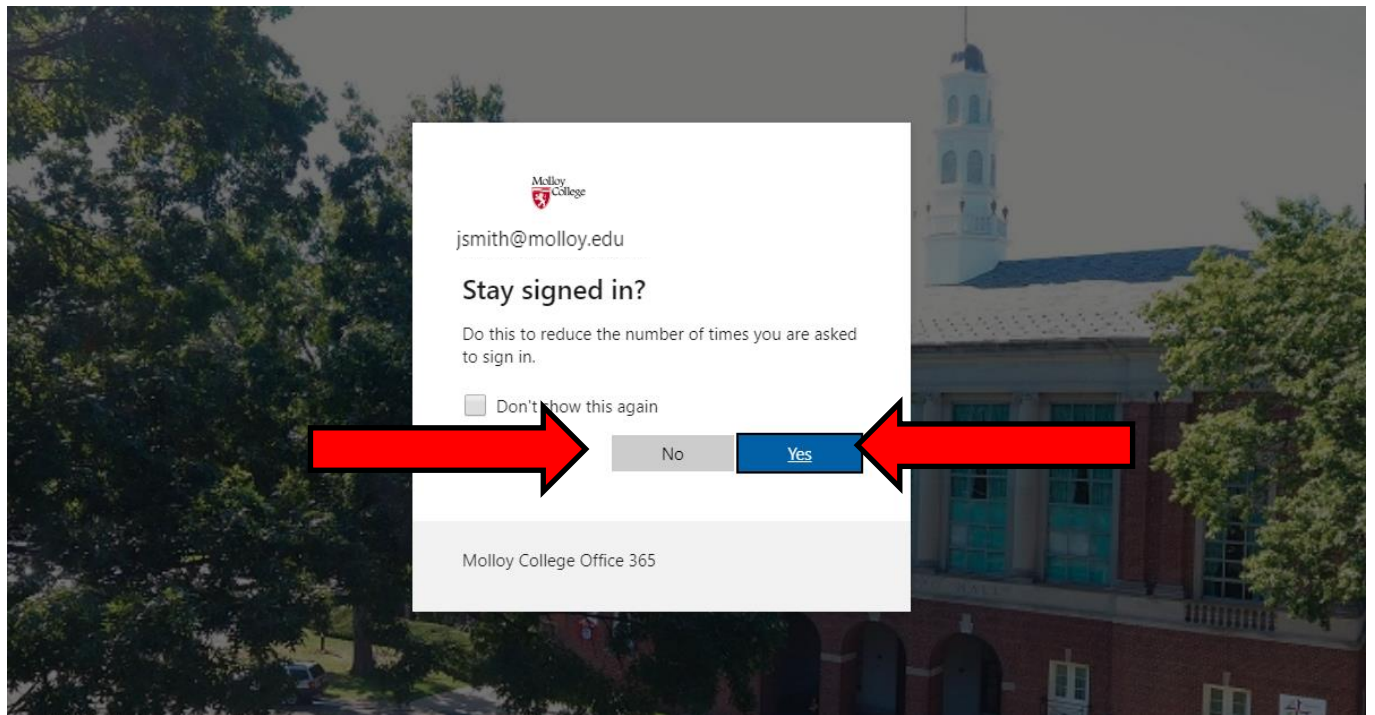 Molloy
College
jsmith@molloy.edu
Stay signed in?
Do this to reduce the number of times you are asked
to sign in.
Don't show this again
No
Yes
Molloy College Office 365